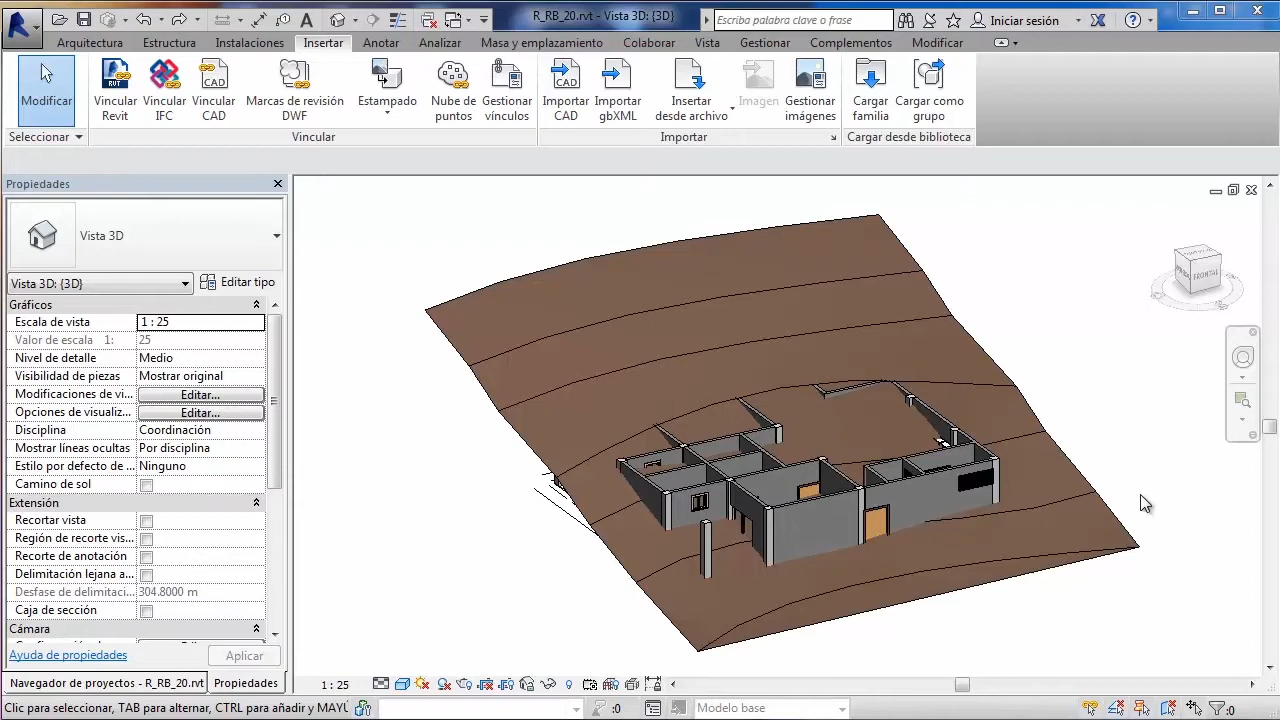 R_RB_20.rvt - Vista 3D: {3D}
Escriba palabra clave o frase
Iniciar sesión
Arquitectura Estructura Instalaciones Insertar Anotar Analizar Masa y emplazamiento Colaborar Vista Gestionar Complementos Modificar
Modificar
Vincular Revit
Vincular IFC
Vincular CAD
Marcas de revisión DWF
Estampado
Nube de puntos
Gestionar vínculos
Importar CAD
Importar gbXML
Insertar desde archivo
Imagen
Gestionar imágenes
Cargar familia
Cargar como grupo
Seleccionar Vincular Importar Cargar desde biblioteca
Propiedades
Vista 3D
Vista 3D: {3D} Editar tipo
Gráficos
Escala de vista 1 : 25
Valor de escala 1: 25
Nivel de detalle Medio
Visibilidad de piezas Mostrar original
Modificaciones de vi... Editar...
Opciones de visualiz... Editar...
Disciplina Coordinación
Mostrar líneas ocultas Por disciplina
Estilo por defecto de ... Ninguno
Camino de sol
Extensión
Recortar vista
Región de recorte vis...
Recorte de anotación
Delimitación lejana a...
Desfase de delimitaci... 304.8000 m
Caja de sección
Cámara
Ayuda de propiedades Aplicar
Navegador de proyectos - R_RB_20.rvt Propiedades
FRONTAL
1 : 25
Clic para seleccionar, TAB para alternar, CTRL para añadir y MAYÚ
:0
Modelo base
:0